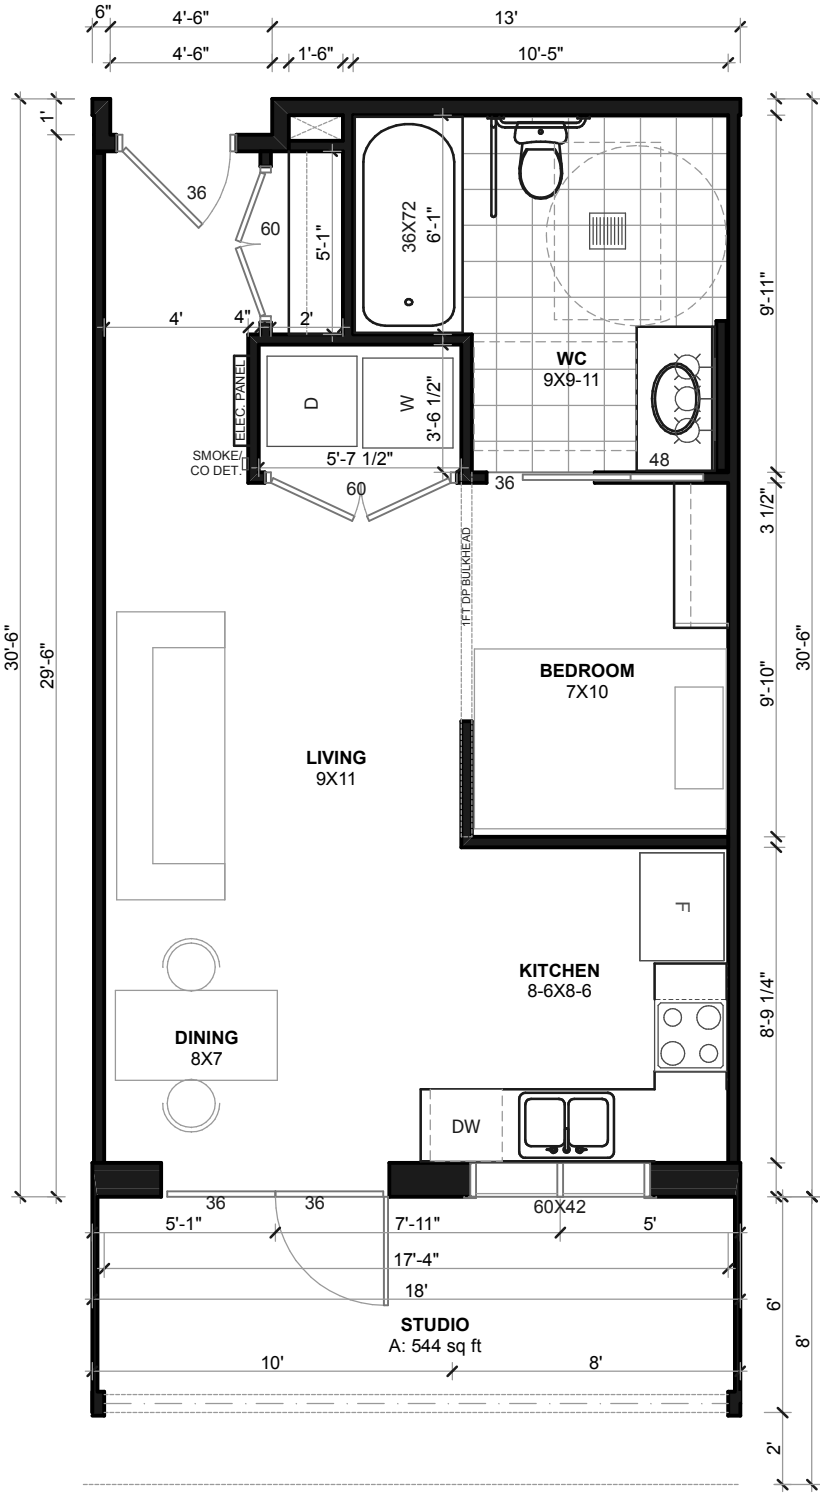 6"
4'-6"
13'
4'-6"
1'-6"
10'-5"
1'
36
60
5'-1"
36X72
6'-1"
9'-11"
4'
4"
2'
WC
9X9-11
ELEC. PANEL
D
W
3'-6 1/2"
SMOKE/
CO DET.
5'-7 1/2"
60
36
48
3 1/2"
1FT DP BULKHEAD
30'-6"
29'-6"
30'-6"
BEDROOM
7X10
9'-10"
LIVING
9X11
F
KITCHEN
8-6X8-6
8'-9 1/4"
DINING
8X7
DW
36
36
60X42
5'-1"
7'-11"
5'
17'-4"
18'
6'
STUDIO
A: 544 sq ft
8'
10'
8'
2'